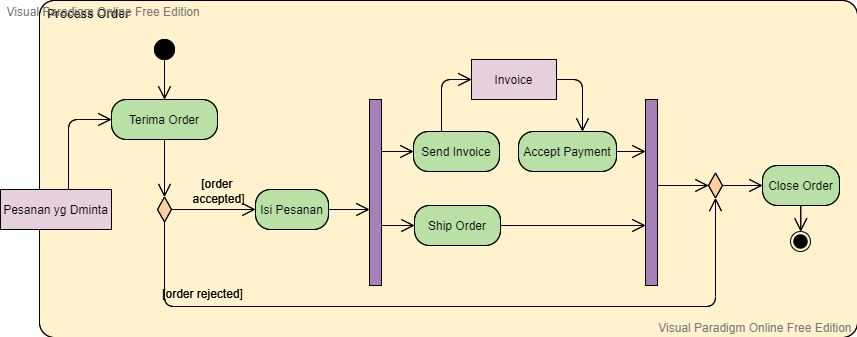 Visual Paradigm Online Free Edition
Process Order
Invoice
Terima Order
Send Invoice
Accept Payment
[order
accepted]
Close Order
Pesanan yg Dminta
Isi Pesanan
Ship Order
[order rejected]
Visual Paradigm Online Free Edition